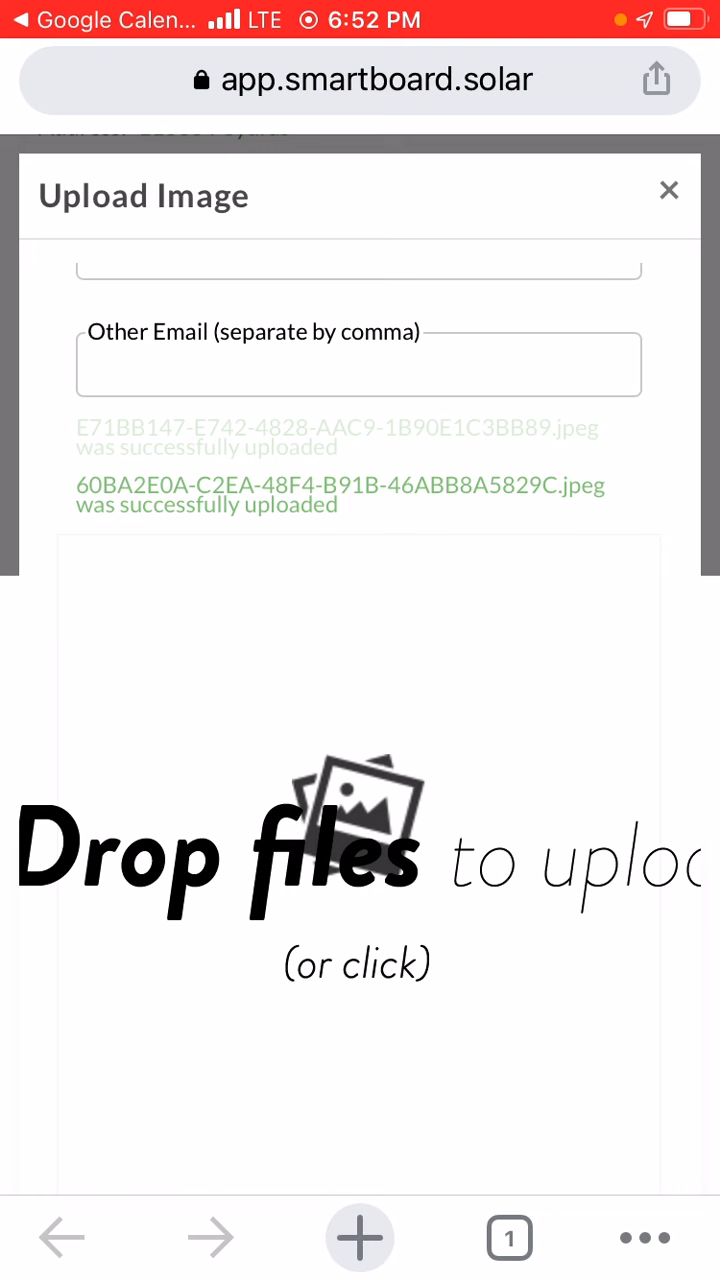 Google Calen... LTE 6:52 PM
app.smartboard.solar
Upload Image
Other Email (separate by comma)
E71BB147-E742-4828-AAC9-1B90E1C3BB89.jpeg
was successfully uploaded
60BA2E0A-C2EA-48F4-B91B-46ABB8A5829C.jpeg
was successfully uploaded
Drop files to uploa
(or click)
1